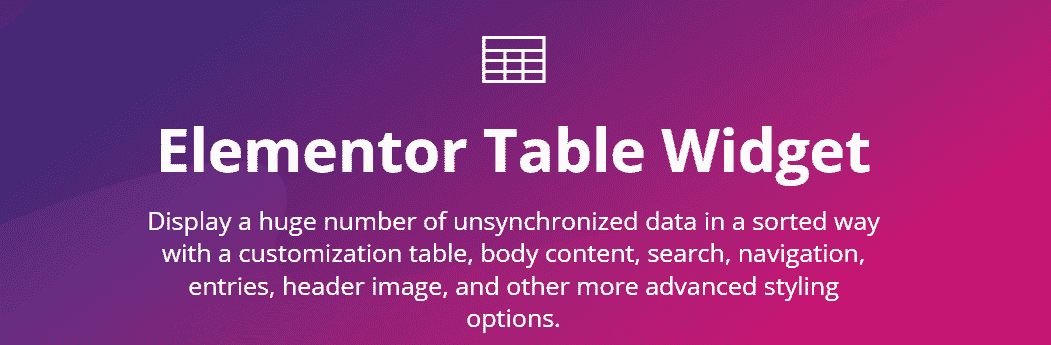 Elementor Table Widget
Display a huge number of unsynchronized data in a sorted way
with a customization table, body content, search, navigation,
entries, header image, and other more advanced styling
options.